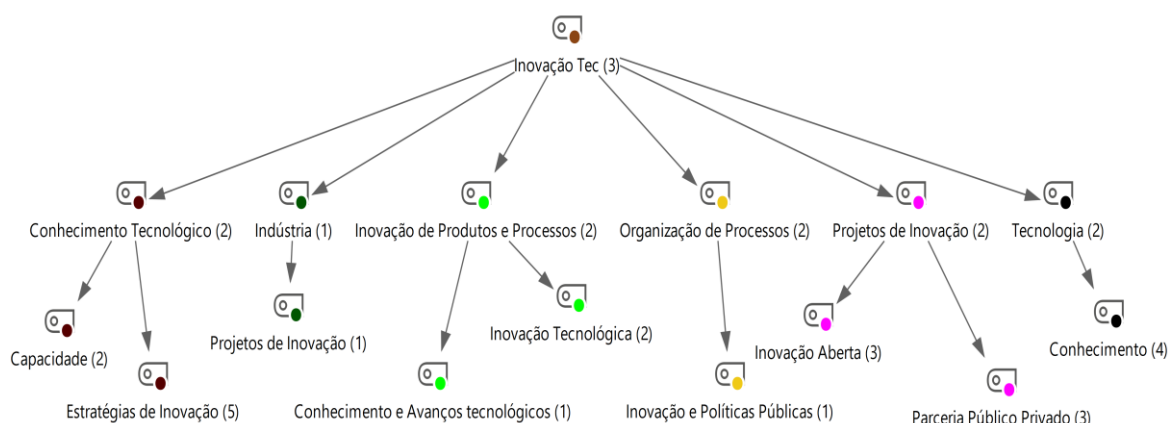 Inovação Tec (3)
Conhecimento Tecnológico (2)
Indústria (1)
Inovação de Produtos e Processos (2)
Organização de Processos (2)
Projetos de Inovação (2)
Tecnologia (2)
Capacidade (2)
Projetos de Inovação (1)
Inovação Tecnológica (2)
Inovação Aberta (3)
Conhecimento (4)
Estratégias de Inovação (5)
Conhecimento e Avanços tecnológicos (1)
Inovação e Políticas Públicas (1)
Parceria Público Privado (3)